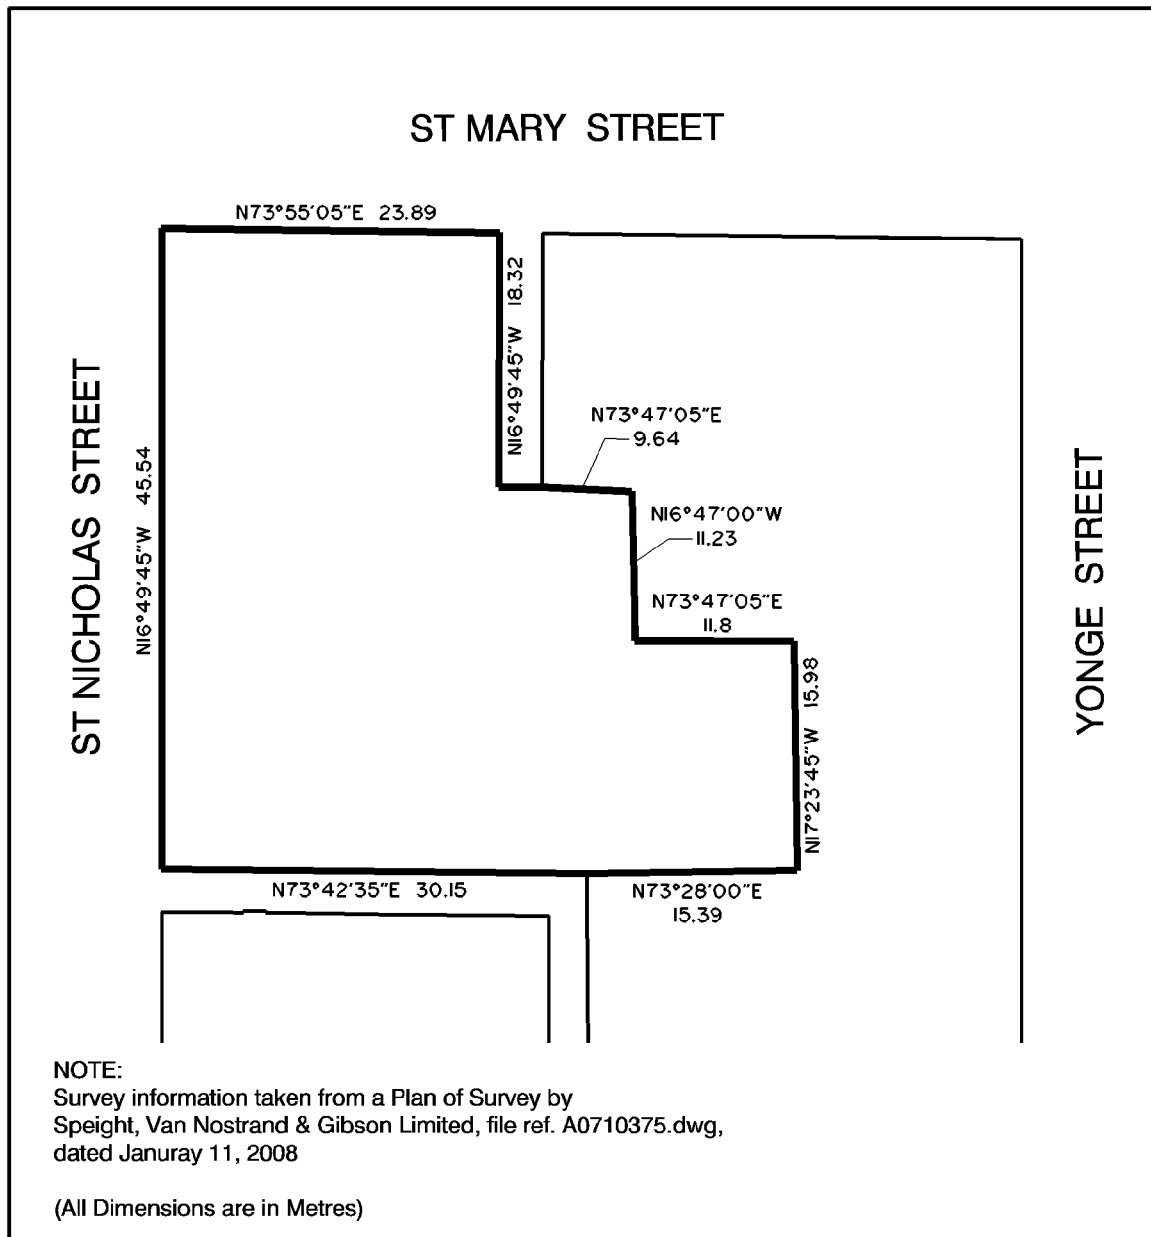 ST MARY STREET
N73°55'05"E 23.89
N16°49'45"W 18.32
ST NICHOLAS STREET
N16°49'45"W 45.54
N73°47'05"E
9.64
N16°47'00"W
11.23
N73°47'05"E
11.8
N17°23'45"W 15.98
YONGE STREET
N73°42'35"E 30.15
N73°28'00"E
15.39
NOTE:
Survey information taken from a Plan of Survey by
Speight, Van Nostrand & Gibson Limited, file ref. A0710375.dwg,
dated Januray 11, 2008
(All Dimensions are in Metres)